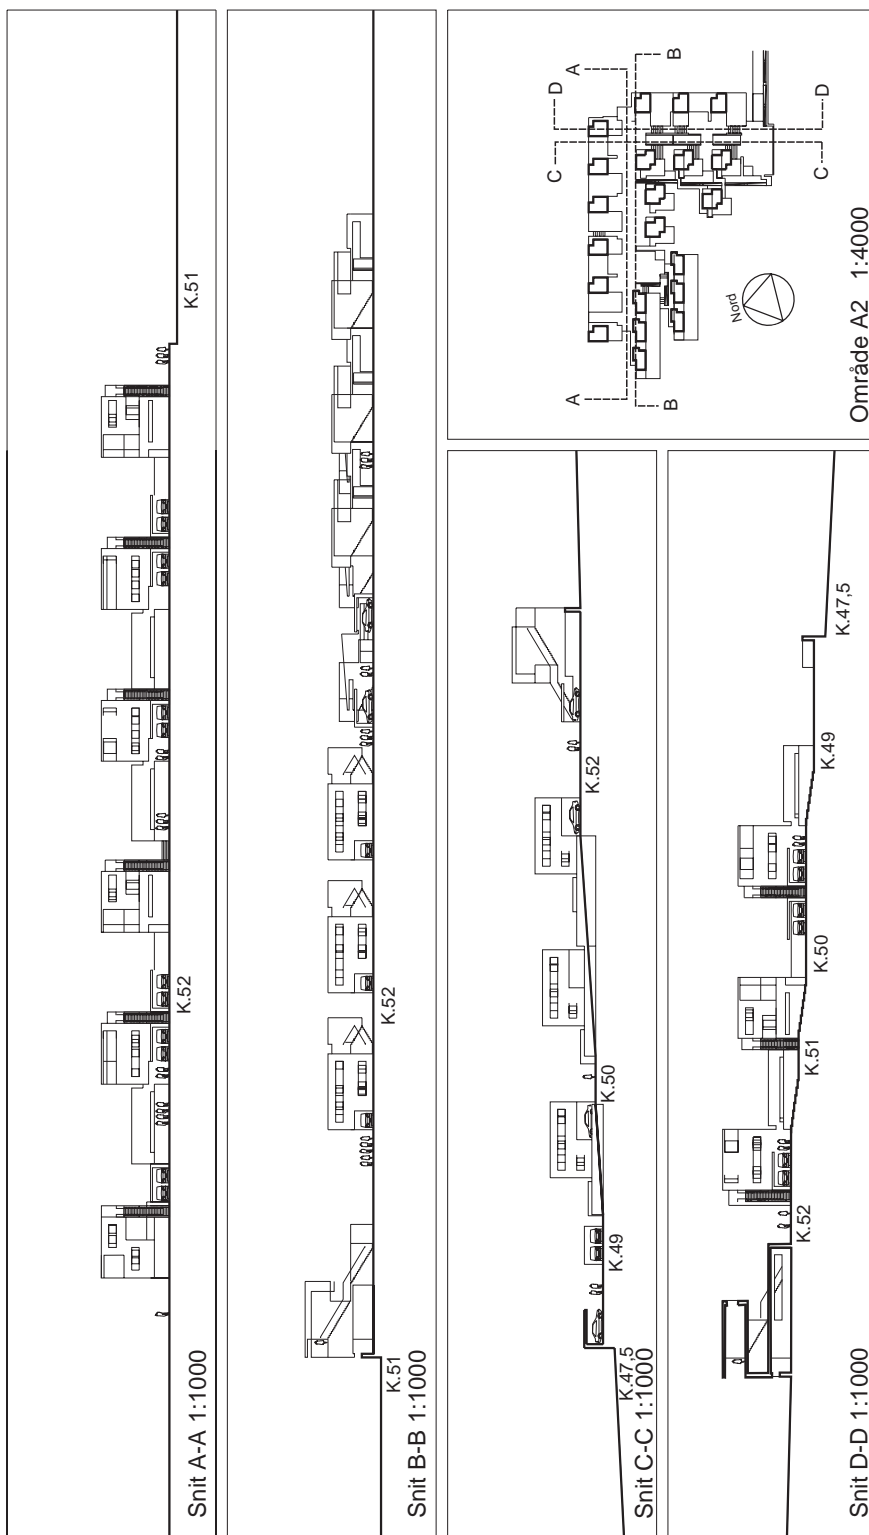 Snit A-A 1:1000
K.52
K.51
Snit B-B 1:1000
K.51
K.52
Snit C-C 1:1000
K.47,5
K.49
K.50
K.52
Snit D-D 1:1000
K.52
K.51
K.50
K.49
K.47,5
Område A2 1:4000
Nord
A
A
B
B
C
C
D
D